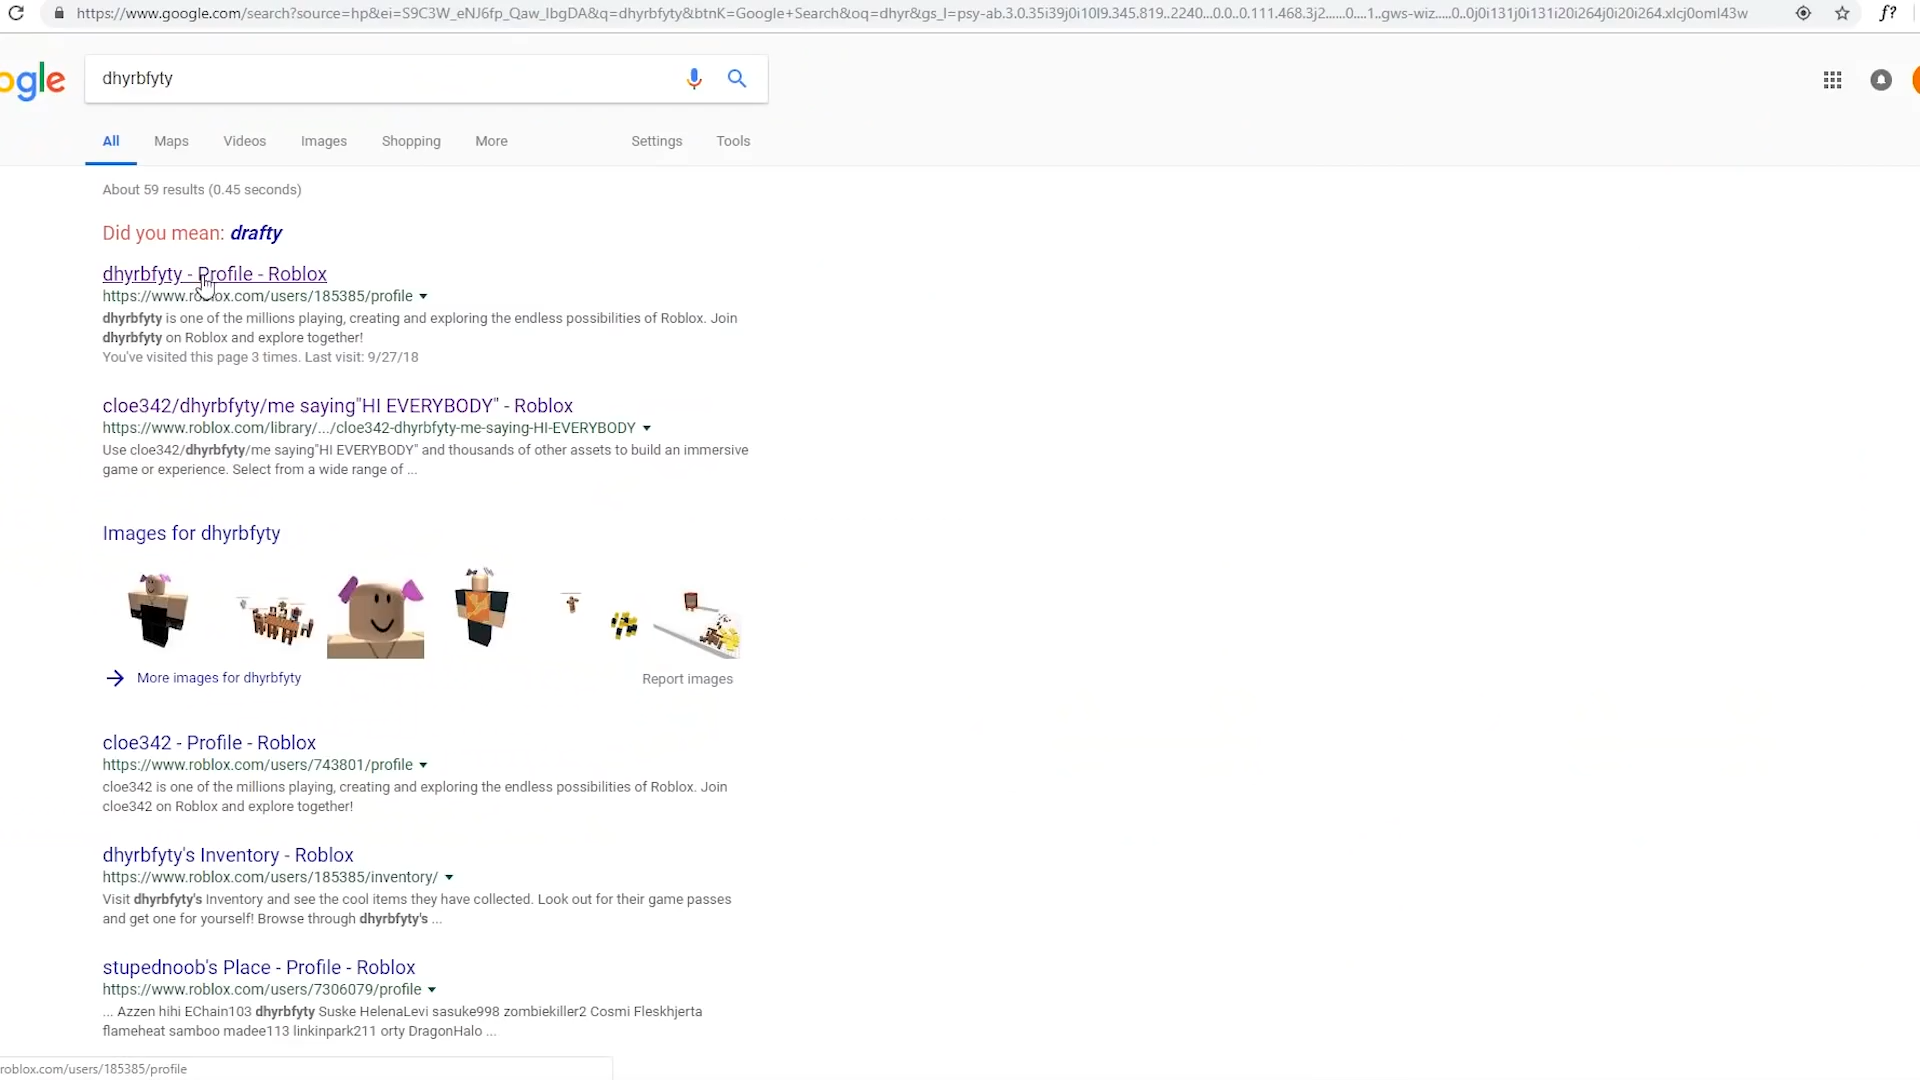 https://www.google.com/search?source=hp&ei=S9C3W_eNJ6fp_Qaw_IbgDA&q=dhyrbfyty&btnK=Google+Search&oq=dhyr&gs_l=psy-ab.3.0.35i39j0i10l9.345.819..2240...0.0..0.111.468.3j2......0....1..gws-wiz.....0..0j0i131j0i131i20i264j0i20i264.xlcj0oml43w
f?
ogle
dhyrbfyty
All Maps Videos Images Shopping More Settings Tools
About 59 results (0.45 seconds)
Did you mean: drafty
dhyrbfyty - Profile - Roblox
https://www.roblox.com/users/185385/profile
dhyrbfyty is one of the millions playing, creating and exploring the endless possibilities of Roblox. Join
dhyrbfyty on Roblox and explore together!
You've visited this page 3 times. Last visit: 9/27/18
cloe342/dhyrbfyty/me saying"HI EVERYBODY" - Roblox
https://www.roblox.com/library/.../cloe342-dhyrbfyty-me-saying-HI-EVERYBODY
Use cloe342/dhyrbfyty/me saying"HI EVERYBODY" and thousands of other assets to build an immersive
game or experience. Select from a wide range of ...
Images for dhyrbfyty
More images for dhyrbfyty Report images
cloe342 - Profile - Roblox
https://www.roblox.com/users/743801/profile
cloe342 is one of the millions playing, creating and exploring the endless possibilities of Roblox. Join
cloe342 on Roblox and explore together!
dhyrbfyty's Inventory - Roblox
https://www.roblox.com/users/185385/inventory/
Visit dhyrbfyty's Inventory and see the cool items they have collected. Look out for their game passes
and get one for yourself! Browse through dhyrbfyty's ...
stupednoob's Place - Profile - Roblox
https://www.roblox.com/users/7306079/profile
... Azzen hihi EChain103 dhyrbfyty Suske HelenaLevi sasuke998 zombiekiller2 Cosmi Fleskhjerta
flameheat samboo madee113 linkinpark211 orty DragonHalo ...
roblox.com/users/185385/profile